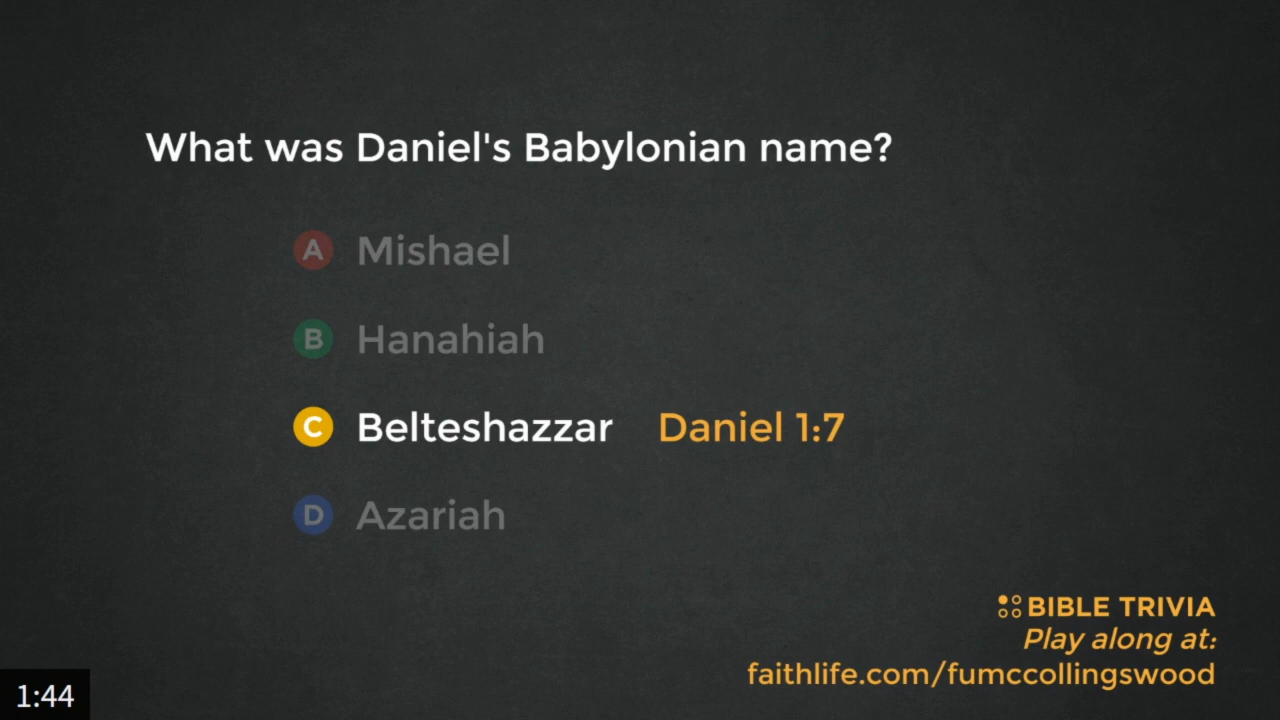 What was Daniel's Babylonian name?
A Mishael
B Hanahiah
C Belteshazzar Daniel 1:7
D Azariah
BIBLE TRIVIA
Play along at:
faithlife.com/fumccollingswood
1:44